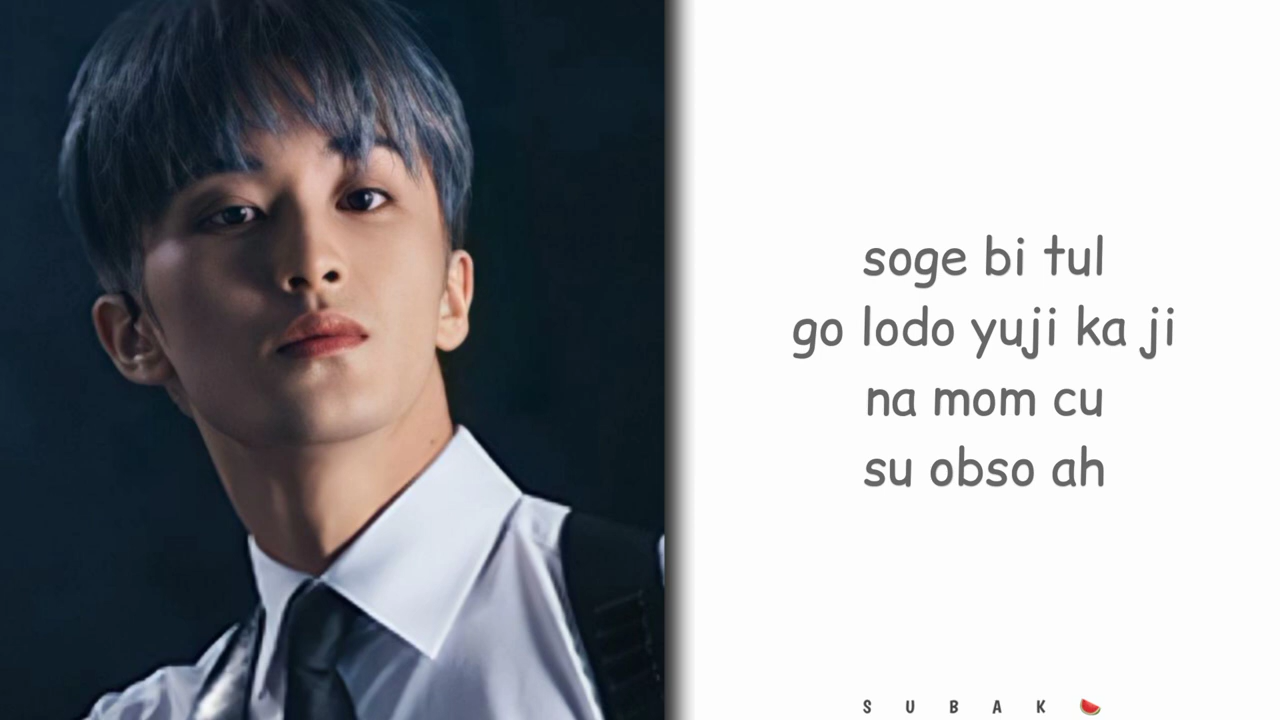 soge bi tul
go lodo yuji ka ji
na mom cu
su obso ah
S U B A K 🍉